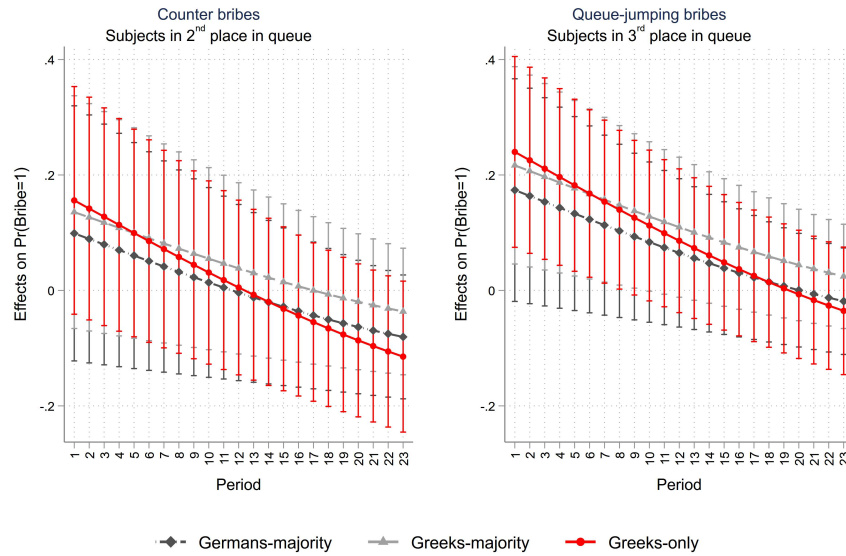 Counter bribes
Subjects in 2nd place in queue
Effects on Pr(Bribe=1)
.4
.2
0
-.2
1 2 3 4 5 6 7 8 9 10 11 12 13 14 15 16 17 18 19 20 21 22 23
Period
Queue-jumping bribes
Subjects in 3rd place in queue
Effects on Pr(Bribe=1)
.4
.2
0
-.2
1 2 3 4 5 6 7 8 9 10 11 12 13 14 15 16 17 18 19 20 21 22 23
Period
Germans-majority Greeks-majority Greeks-only